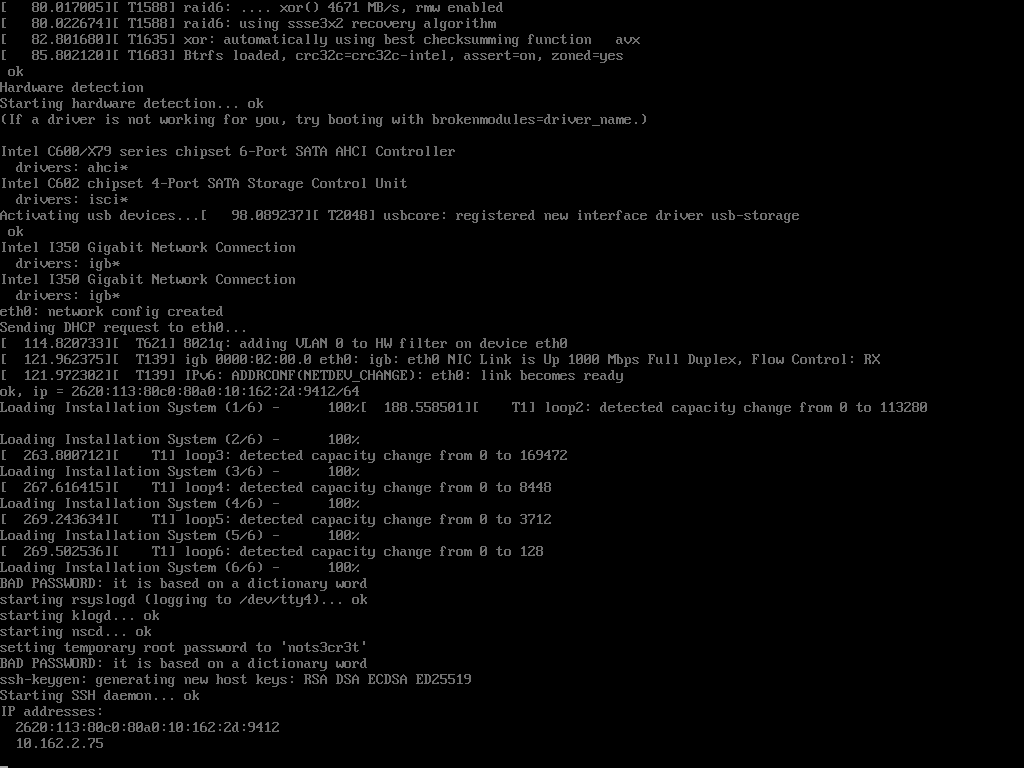 [   80.017005][ T1588] raid6: .... xor() 4671 MB/s, rmw enabled
[   80.022674][ T1588] raid6: using ssse3x2 recovery algorithm
[   82.801680][ T1635] xor: automatically using best checksumming function   avx
[   85.802120][ T1683] Btrfs loaded, crc32c=crc32c-intel, assert=on, zoned=yes
 ok
Hardware detection
Starting hardware detection... ok
(If a driver is not working for you, try booting with brokenmodules=driver_name.)

Intel C600/X79 series chipset 6-Port SATA AHCI Controller
  drivers: ahci*
Intel C602 chipset 4-Port SATA Storage Control Unit
  drivers: isci*
Activating usb devices...[   98.089237][ T2048] usbcore: registered new interface driver usb-storage
 ok
Intel I350 Gigabit Network Connection
  drivers: igb*
Intel I350 Gigabit Network Connection
  drivers: igb*
eth0: network config created
Sending DHCP request to eth0...
[  114.820733][  T621] 8021q: adding VLAN 0 to HW filter on device eth0
[  121.962375][  T139] igb 0000:02:00.0 eth0: igb: eth0 NIC Link is Up 1000 Mbps Full Duplex, Flow Control: RX
[  121.972302][  T139] IPv6: ADDRCONF(NETDEV_CHANGE): eth0: link becomes ready
ok, ip = 2620:113:80c0:80a0:10:162:2d:9412/64
Loading Installation System (1/6) -      100%[  188.558501][    T1] loop2: detected capacity change from 0 to 113280

Loading Installation System (2/6) -      100%
[  263.800712][    T1] loop3: detected capacity change from 0 to 169472
Loading Installation System (3/6) -      100%
[  267.616415][    T1] loop4: detected capacity change from 0 to 8448
Loading Installation System (4/6) -      100%
[  269.243634][    T1] loop5: detected capacity change from 0 to 3712
Loading Installation System (5/6) -      100%
[  269.502536][    T1] loop6: detected capacity change from 0 to 128
Loading Installation System (6/6) -      100%
BAD PASSWORD: it is based on a dictionary word
starting rsyslogd (logging to /dev/tty4)... ok
starting klogd... ok
starting nscd... ok
setting temporary root password to 'nots3cr3t'
BAD PASSWORD: it is based on a dictionary word
ssh-keygen: generating new host keys: RSA DSA ECDSA ED25519
Starting SSH daemon... ok
IP addresses:
  2620:113:80c0:80a0:10:162:2d:9412
  10.162.2.75